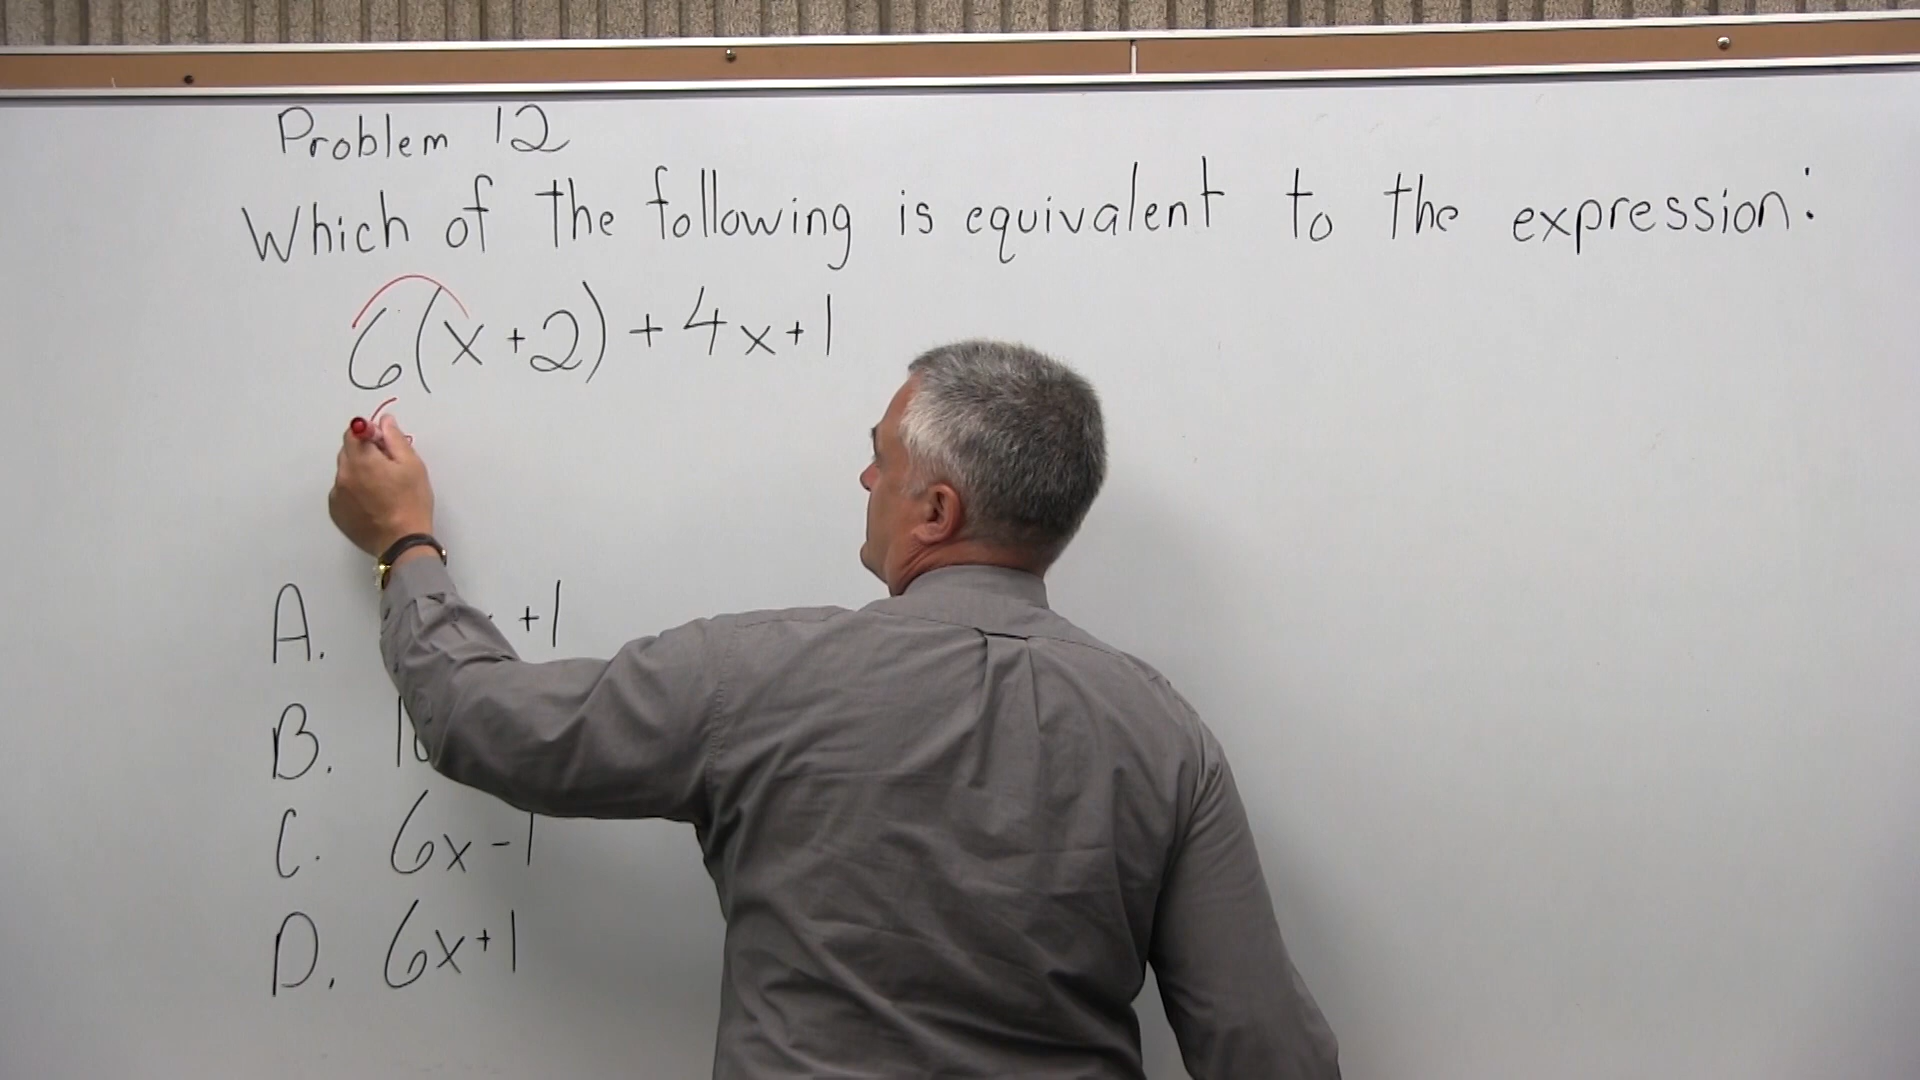 Problem 12
Which of the following is equivalent to the expression:
6(x+2)+4x+1
A. +1
B.
C. 6x-1
D. 6x+1